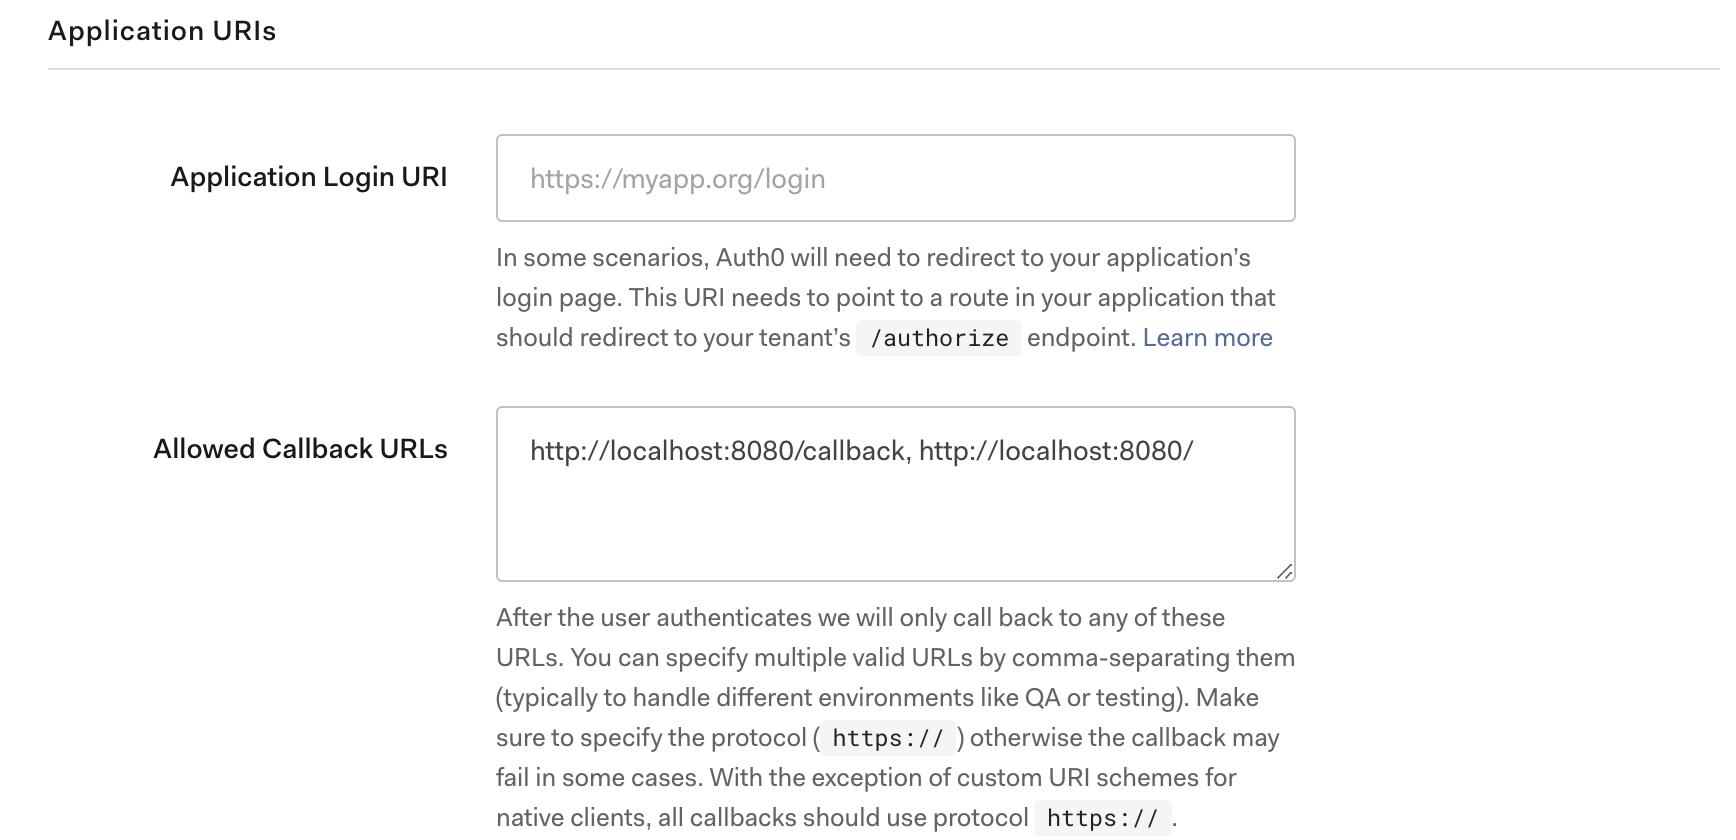 Application URIs
Application Login URI
https://myapp.org/login
In some scenarios, Auth0 will need to redirect to your application’s
login page. This URI needs to point to a route in your application that
should redirect to your tenant’s /authorize endpoint. Learn more
Allowed Callback URLs
http://localhost:8080/callback, http://localhost:8080/
After the user authenticates we will only call back to any of these
URLs. You can specify multiple valid URLs by comma-separating them
(typically to handle different environments like QA or testing). Make
sure to specify the protocol ( https:// ) otherwise the callback may
fail in some cases. With the exception of custom URI schemes for
native clients, all callbacks should use protocol https:// .